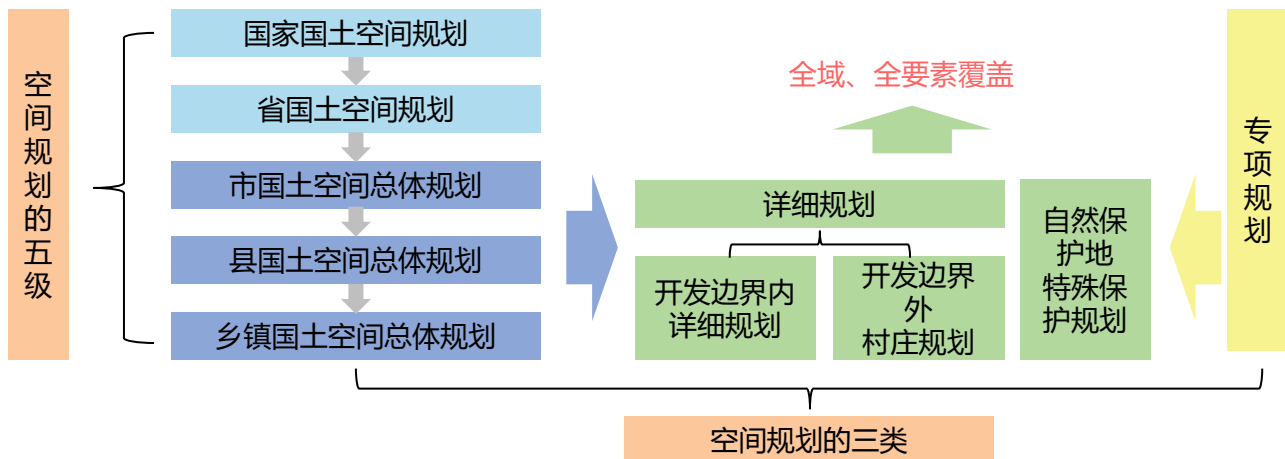 空间规划的五级
国家国土空间规划
省国土空间规划
市国土空间总体规划
县国土空间总体规划
乡镇国土空间总体规划
全域、全要素覆盖
详细规划
开发边界内
详细规划
开发边界
外
村庄规划
自然保
护地
特殊保
护规划
专项规划
空间规划的三类